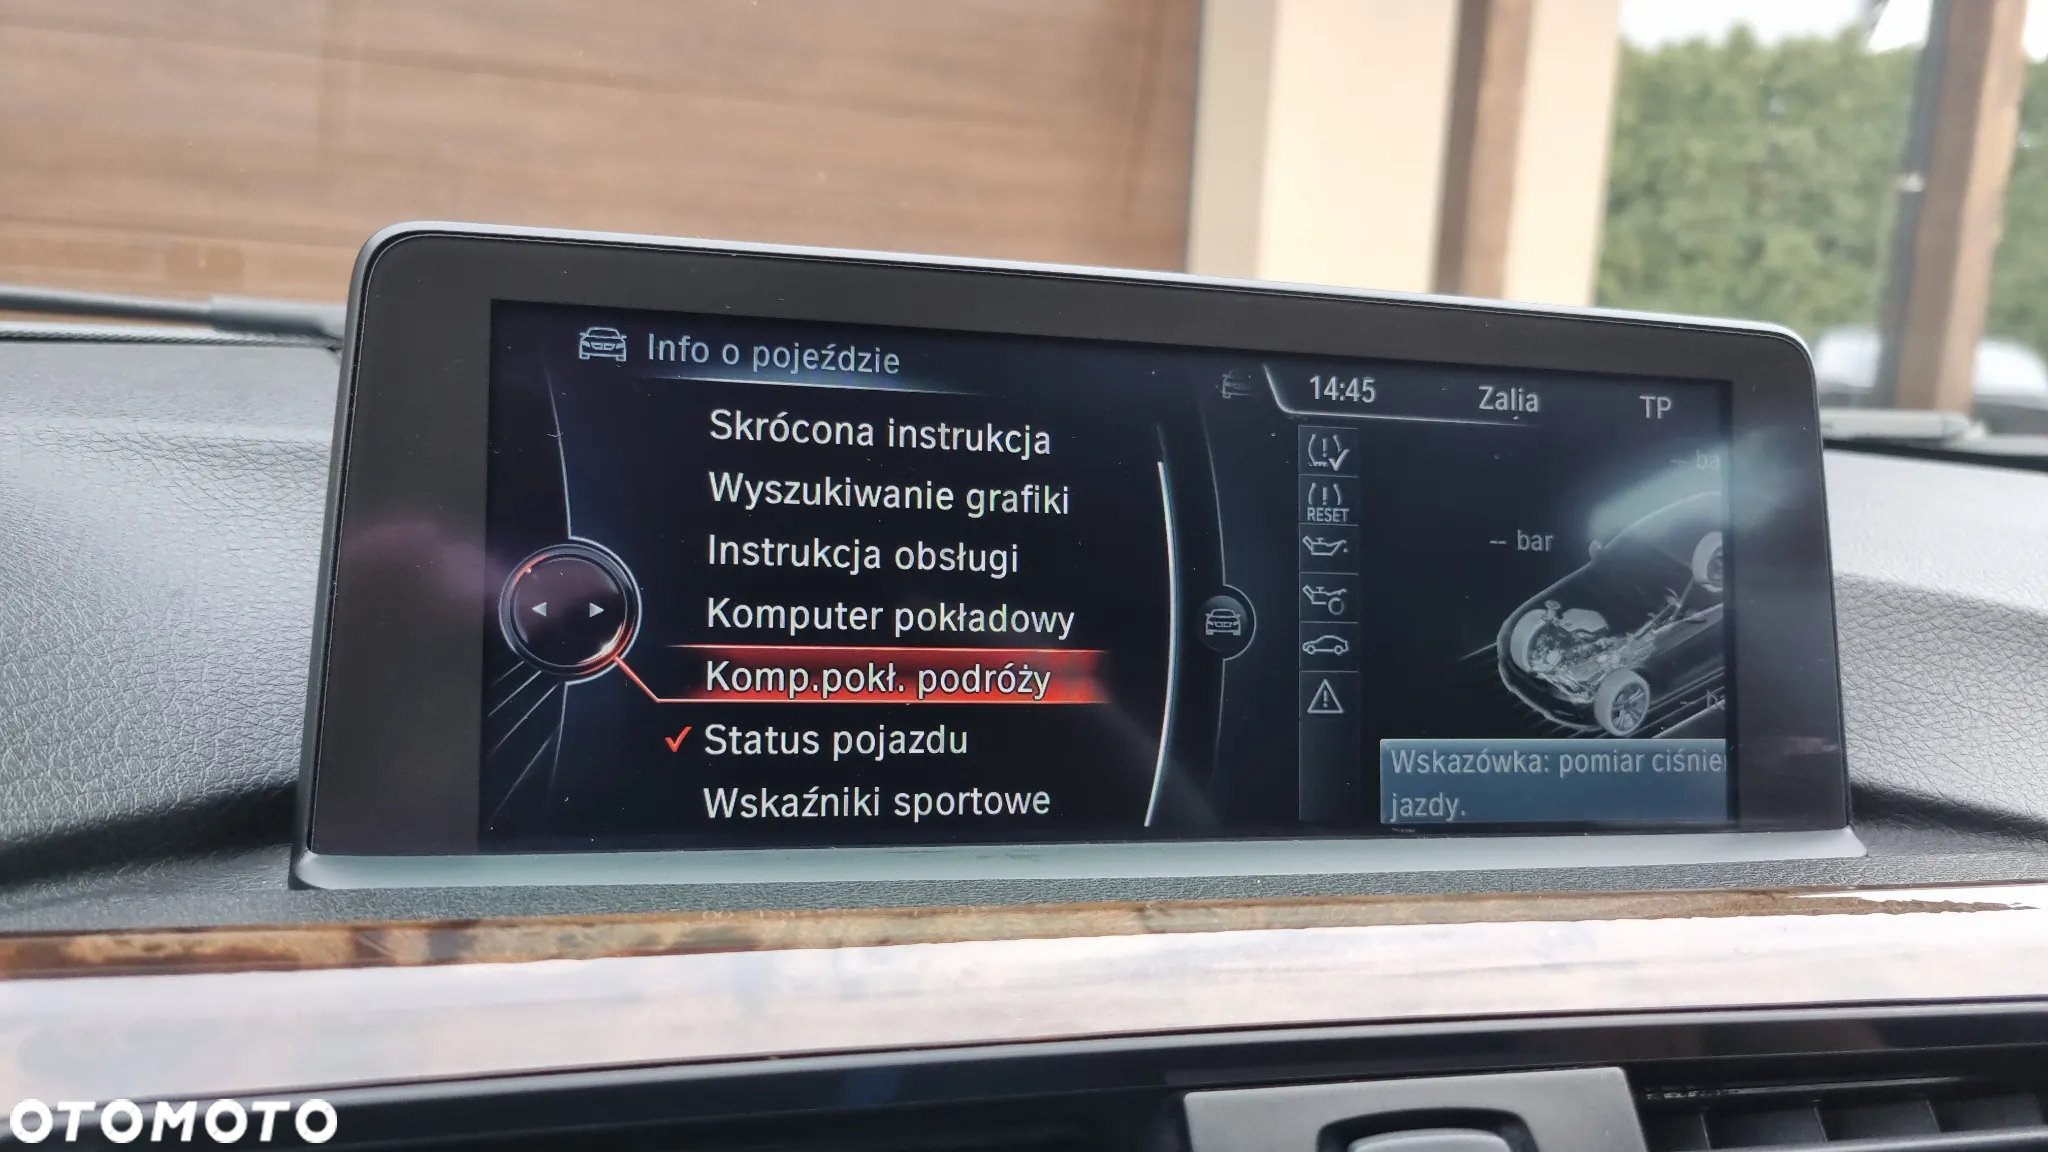 Info o pojeździe
Skrócona instrukcja
Wyszukiwanie grafiki
Instrukcja obsługi
Komputer pokładowy
Komp.pokł. podróży
Status pojazdu
Wskaźniki sportowe
14:45 Zalia TP
RESET
-- ba
-- bar
Wskazówka: pomiar ciśnie
jazdy.
OTOMOTO